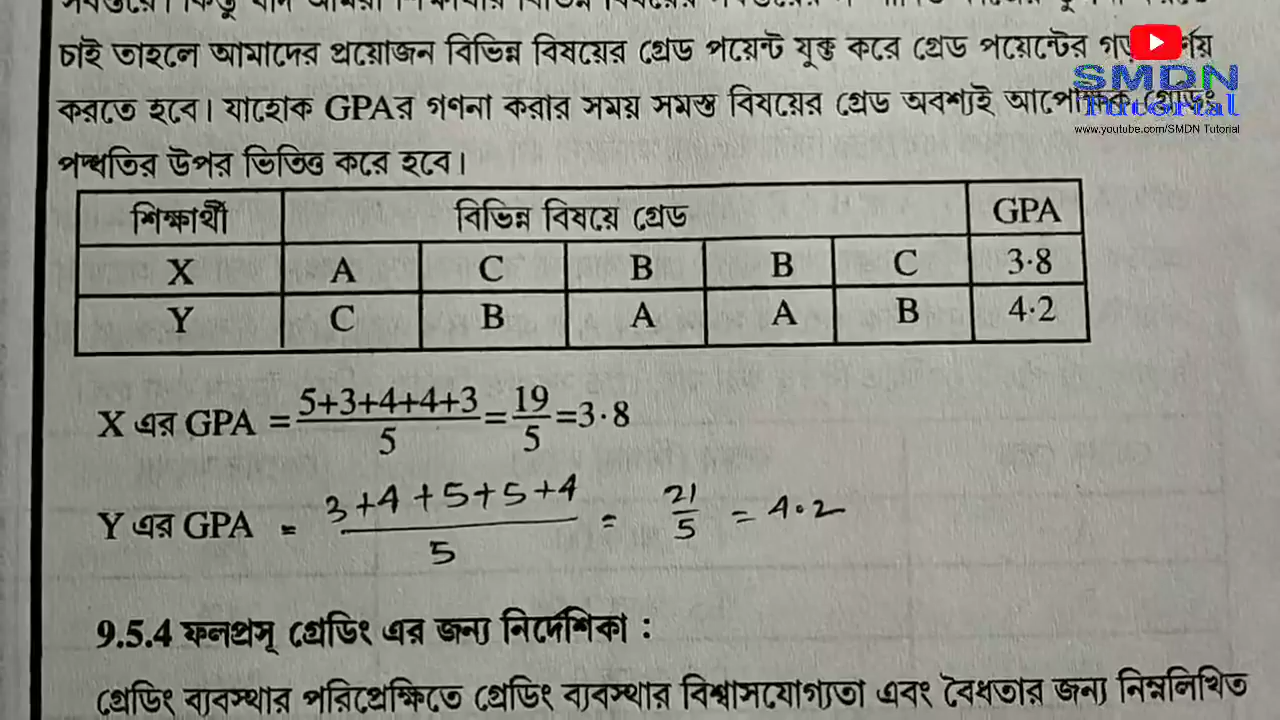 চাই তাহলে আমাদের প্রয়োজন বিভিন্ন বিষয়ের গ্রেড পয়েন্ট যুক্ত করে গ্রেড পয়েন্টের
করতে হবে। যাহোক GPAর গণনা করার সময় সমস্ত বিষয়ের গ্রেড অবশ্যই
পদ্ধতির উপর ভিত্তি করে হবে।
SMDN
Tutorial
www.youtube.com/SMDN Tutorial
শিক্ষার্থী বিভিন্ন বিষয়ে গ্রেড GPA
X A C B B C 3·8
Y C B A A B 4·2
X এর GPA = 5+3+4+4+3/5 = 19/5 = 3·8
Y এর GPA = 3+4+5+5+4/5 = 21/5 = 4·2
9.5.4 ফলপ্রসূ গ্রেডিং এর জন্য নির্দেশিকা :
গ্রেডিং ব্যবস্থার পরিপ্রেক্ষিতে গ্রেডিং ব্যবস্থার বিশ্বাসযোগ্যতা এবং বৈধতার জন্য নিম্নলিখিত